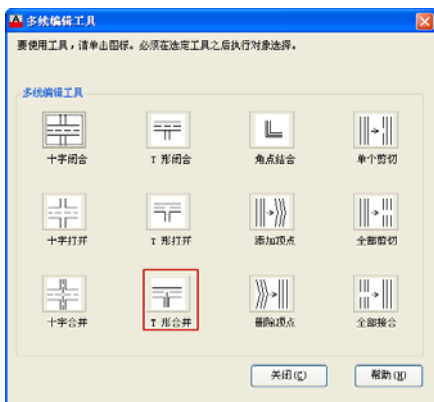 多线编辑工具
要使用工具，请单击图标。必须在选定工具之后执行对象选择。
多线编辑工具
十字闭合 T 形闭合 角点结合 单个剪切
十字打开 T 形打开 添加顶点 全部剪切
十字合并 T 形合并 删除顶点 全部接合
关闭(C) 帮助(H)